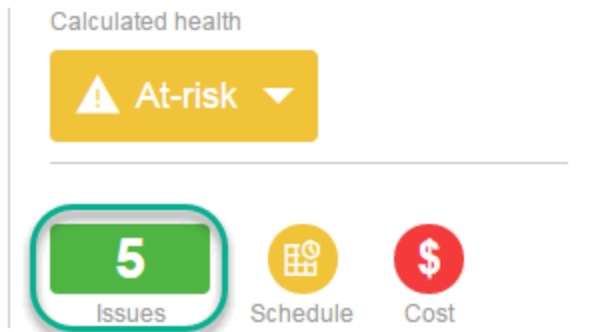 Calculated health
At-risk
5
$
Issues
Schedule
Cost